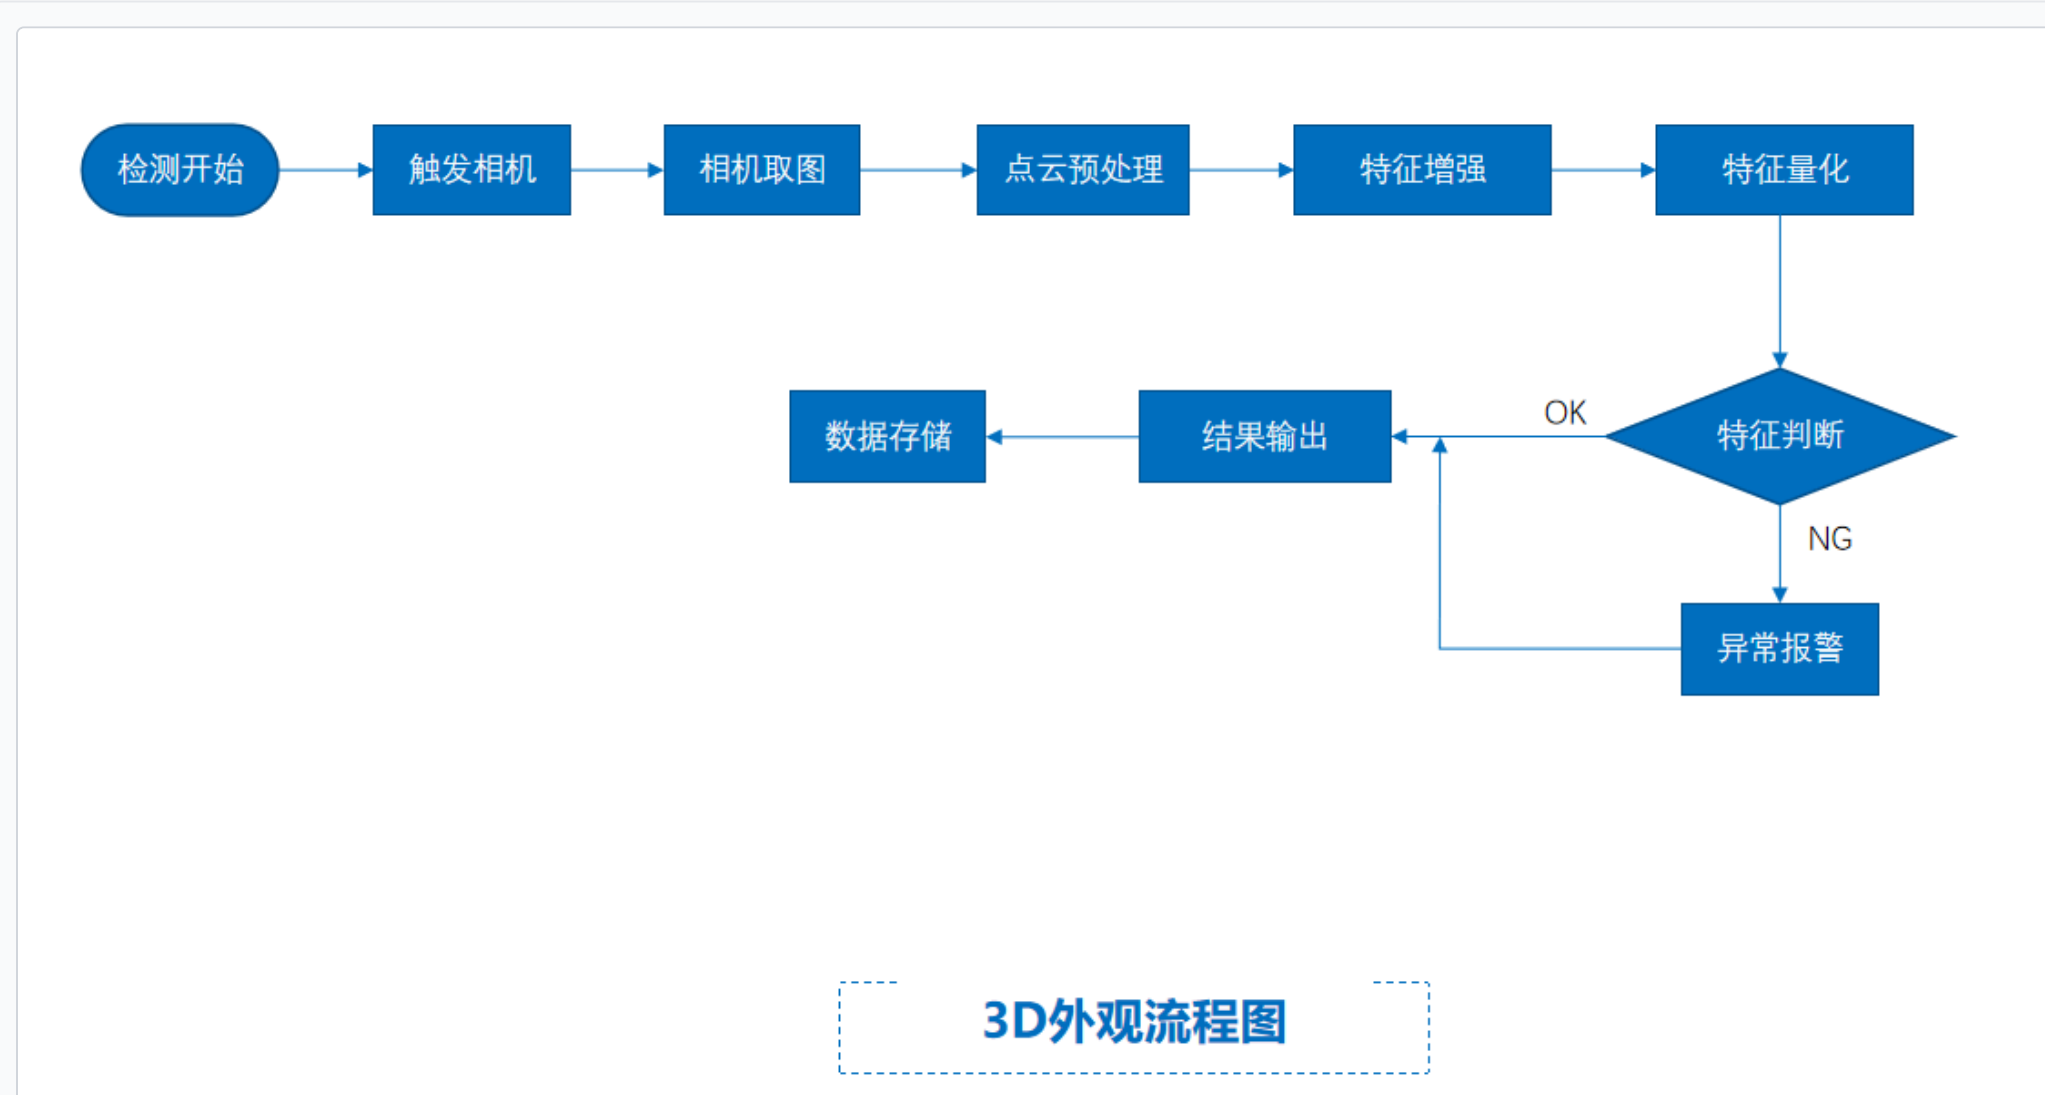 检测开始
触发相机
相机取图
点云预处理
特征增强
特征量化
特征判断
OK
结果输出
数据存储
NG
异常报警
3D外观流程图